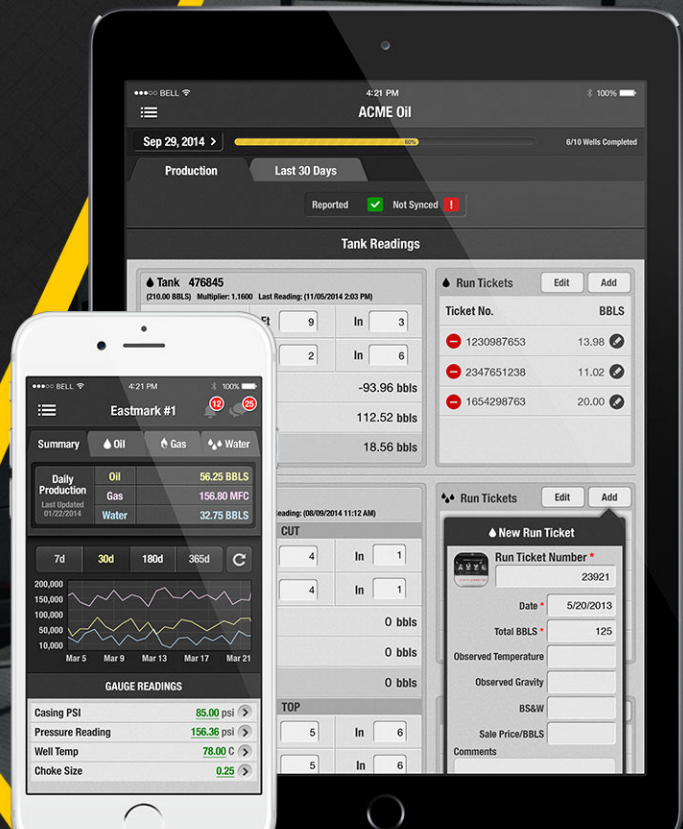 BELL 4:21 PM 100%
ACME Oil
Sep 29, 2014 > 60% 6/10 Wells Completed
Production Last 30 Days
Reported Not Synced !
Tank Readings
Tank 476845
(210.00 BBLS) Multiplier: 1.1600 Last Reading: (11/05/2014 2:03 PM)
Ft 9 In 3
2 In 6
-93.96 bbls
112.52 bbls
18.56 bbls
Run Tickets Edit Add
Ticket No. BBLS
1230987653 13.98
2347651238 11.02
1654298763 20.00
eading: (08/09/2014 11:12 AM)
CUT
4 In 1
4 In 1
0 bbls
0 bbls
0 bbls
TOP
5 In 6
5 In 6
Run Tickets Edit Add
New Run Ticket
Run Ticket Number *
23921
Date * 5/20/2013
Total BBLS * 125
Observed Temperature
Observed Gravity
BS&W
Sale Price/BBLS
Comments
BELL 4:21 PM 100%
Eastmark #1 12 25
Summary Oil Gas Water
Daily Production
Last Updated
01/22/2014
Oil 56.25 BBLS
Gas 156.80 MFC
Water 32.75 BBLS
7d 30d 180d 365d
200,000
150,000
100,000
50,000
10,000
Mar 5 Mar 9 Mar 13 Mar 17 Mar 21
GAUGE READINGS
Casing PSI 85.00 psi
Pressure Reading 156.36 psi
Well Temp 78.00 C
Choke Size 0.25